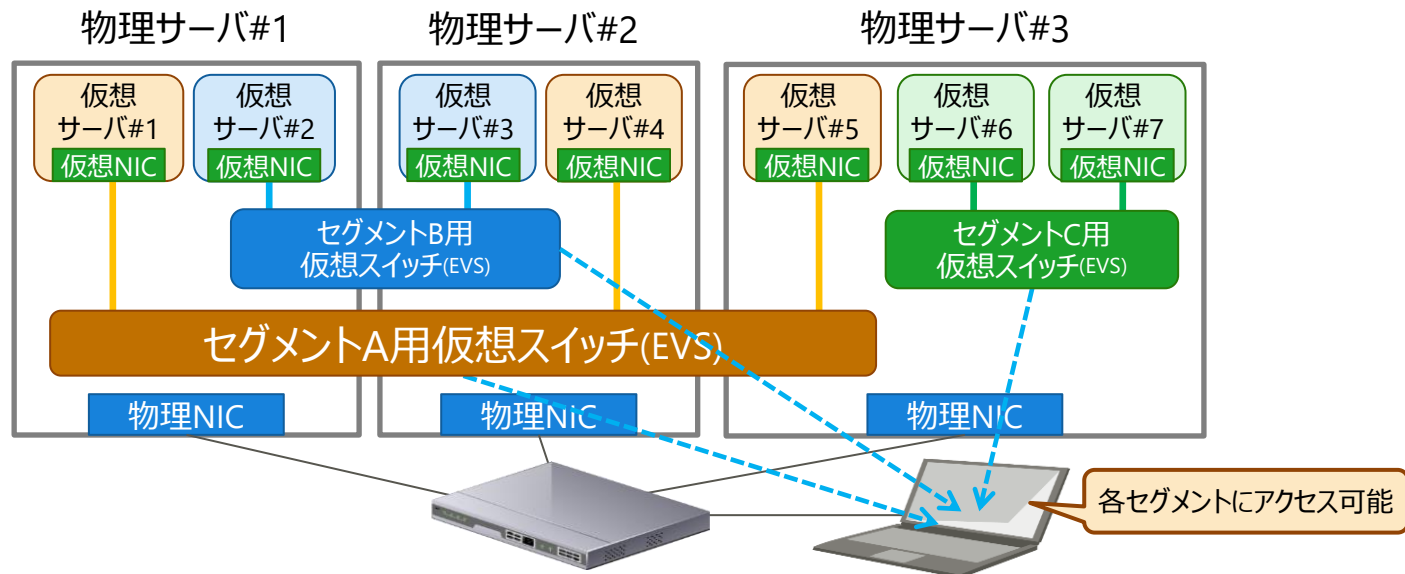 物理サーバ#1
物理サーバ#2
物理サーバ#3
仮想
サーバ#1
仮想NIC
仮想
サーバ#2
仮想NIC
仮想
サーバ#3
仮想NIC
仮想
サーバ#4
仮想NIC
仮想
サーバ#5
仮想NIC
仮想
サーバ#6
仮想NIC
仮想
サーバ#7
仮想NIC
セグメントB用
仮想スイッチ(EVS)
セグメントC用
仮想スイッチ(EVS)
セグメントA用仮想スイッチ(EVS)
物理NIC
物理NIC
物理NIC
各セグメントにアクセス可能